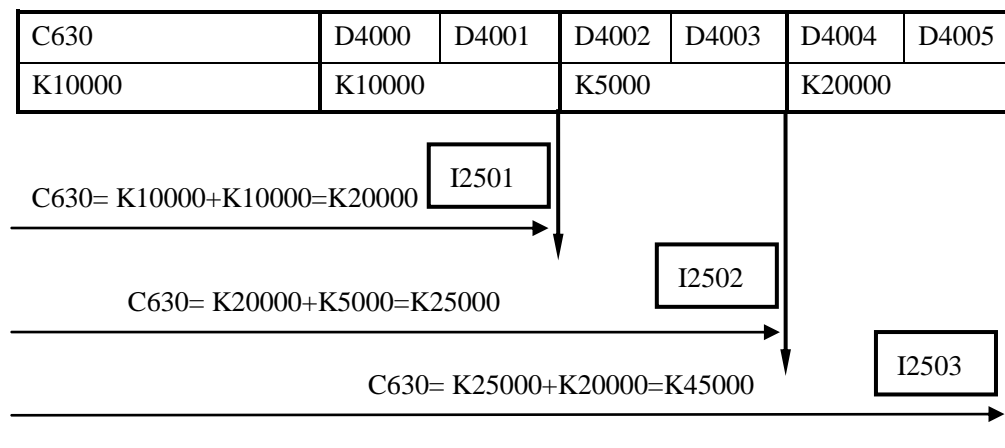 C630 D4000 D4001 D4002 D4003 D4004 D4005
K10000 K10000 K5000 K20000
I2501
C630= K10000+K10000=K20000
I2502
C630= K20000+K5000=K25000
I2503
C630= K25000+K20000=K45000